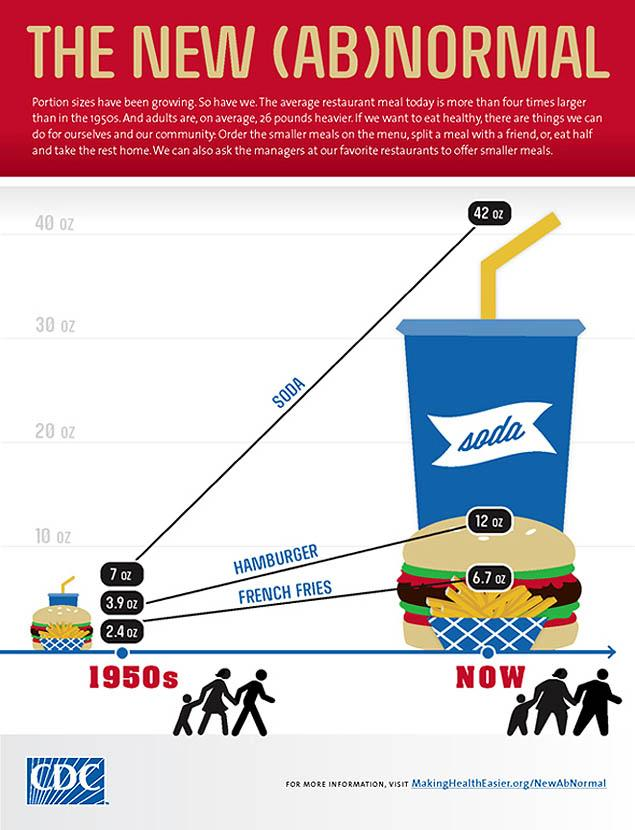 THE NEW (AB)NORMAL
Portion sizes have been growing. So have we. The average restaurant meal today is more than four times larger
than in the 1950s. And adults are, on average, 26 pounds heavier. If we want to eat healthy, there are things we can
do for ourselves and our community: Order the smaller meals on the menu, split a meal with a friend, or, eat half
and take the rest home. We can also ask the managers at our favorite restaurants to offer smaller meals.
40 OZ
42 OZ
30 OZ
SODA
20 OZ
soda
10 OZ
12 OZ
HAMBURGER
7 OZ
6.7 OZ
FRENCH FRIES
3.9 OZ
2.4 OZ
1950s
NOW
CDC
FOR MORE INFORMATION, VISIT MakingHealthEasier.org/NewAbNormal